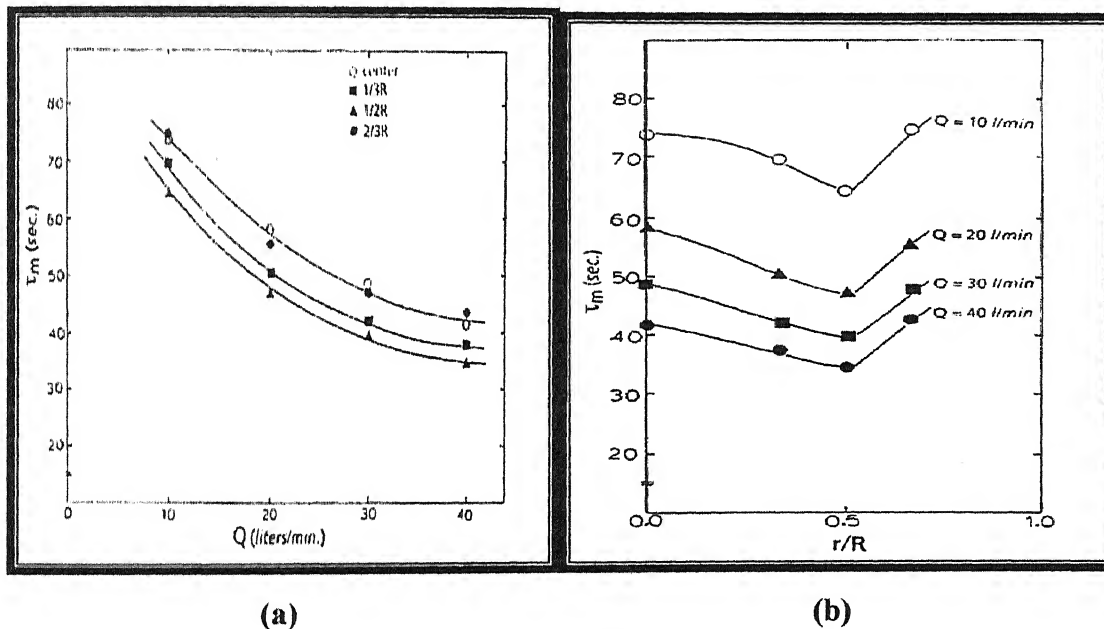 center
1/3R
1/2R
2/3R
80
70
60
50
40
30
20
10
τm (sec.)
0
10
20
30
40
Q (liters/min.)
(a)
80
70
60
50
40
30
20
10
τm (sec.)
Q = 10 l/min
Q = 20 l/min
Q = 30 l/min
Q = 40 l/min
0.0
0.5
1.0
r/R
(b)